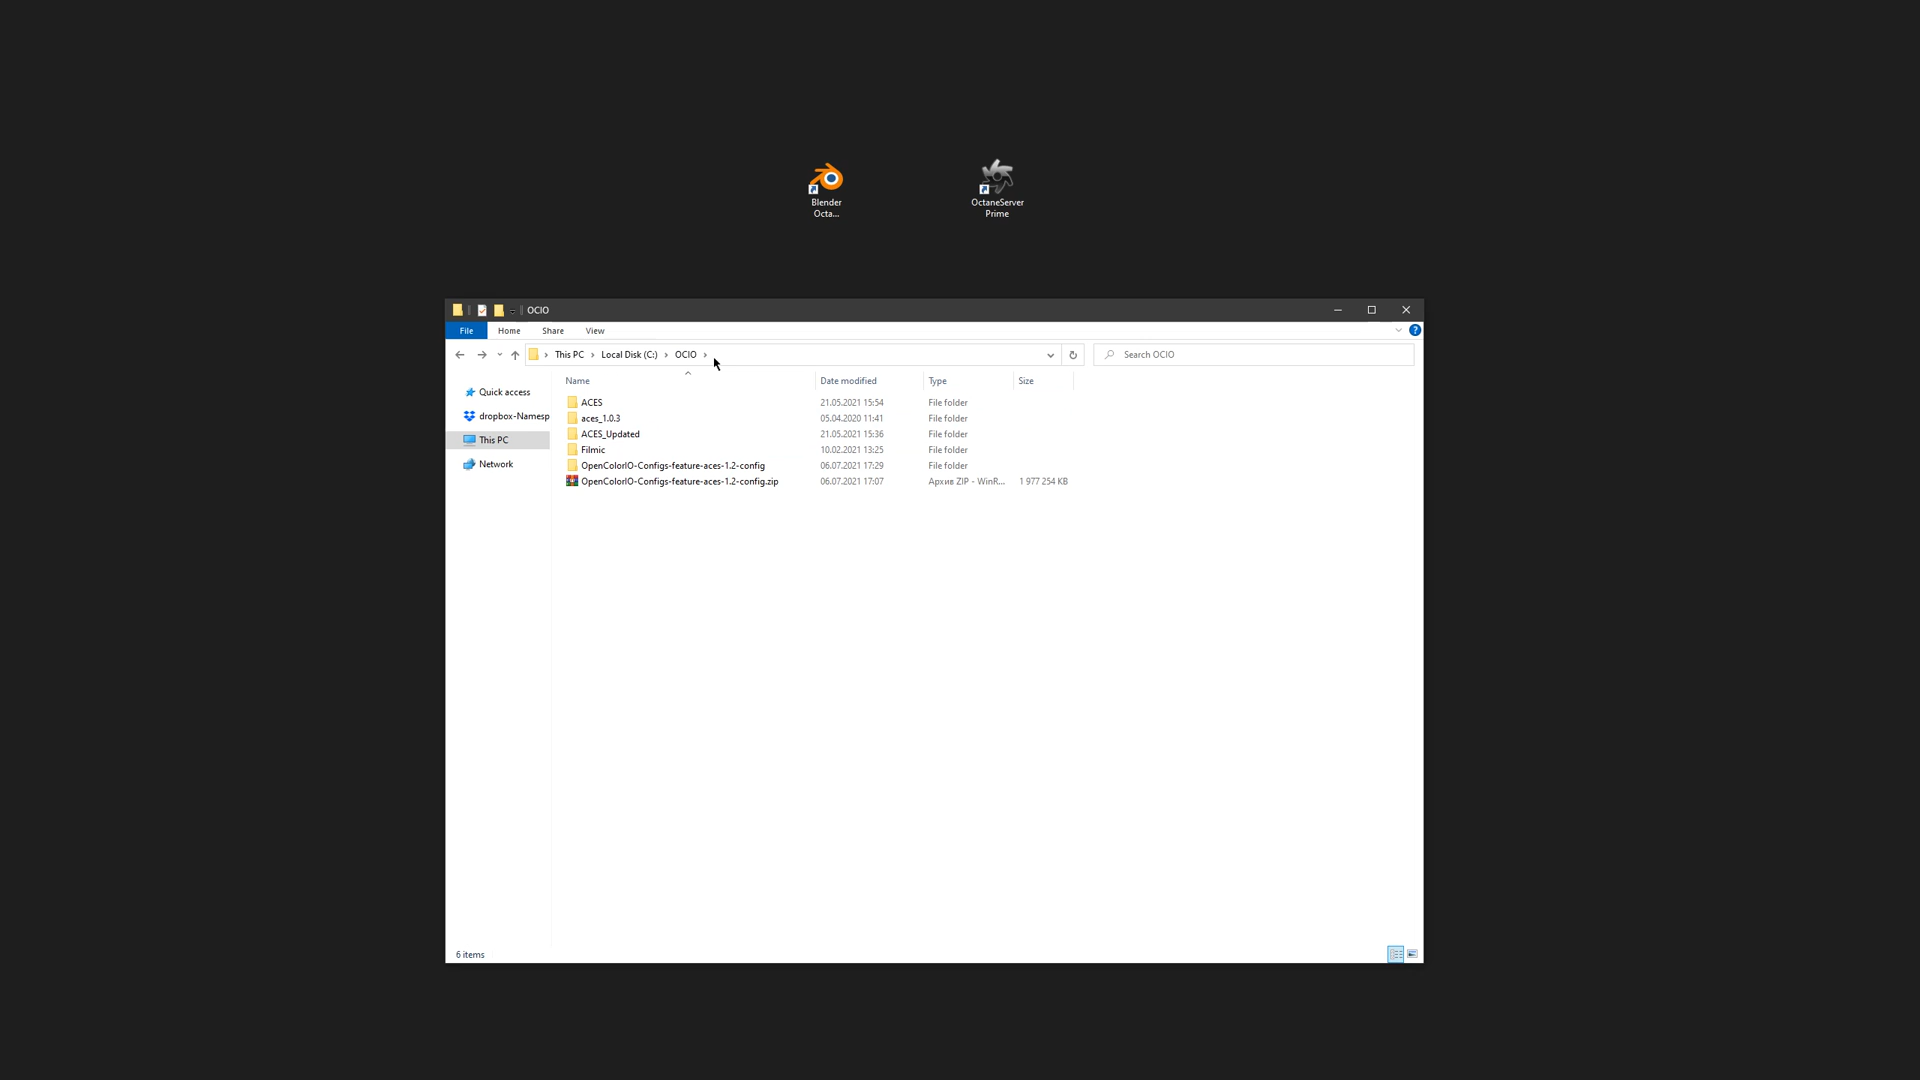 Blender
Octa...
OctaneServer
Prime
OCIO
File Home Share View
This PC Local Disk (C:) OCIO
Search OCIO
Name Date modified Type Size
Quick access
dropbox-Namesp
This PC
Network
ACES 21.05.2021 15:54 File folder
aces_1.0.3 05.04.2020 11:41 File folder
ACES_Updated 21.05.2021 15:36 File folder
Filmic 10.02.2021 13:25 File folder
OpenColorIO-Configs-feature-aces-1.2-config 06.07.2021 17:29 File folder
OpenColorIO-Configs-feature-aces-1.2-config.zip 06.07.2021 17:07 Архив ZIP - WinR... 1 977 254 KB
6 items